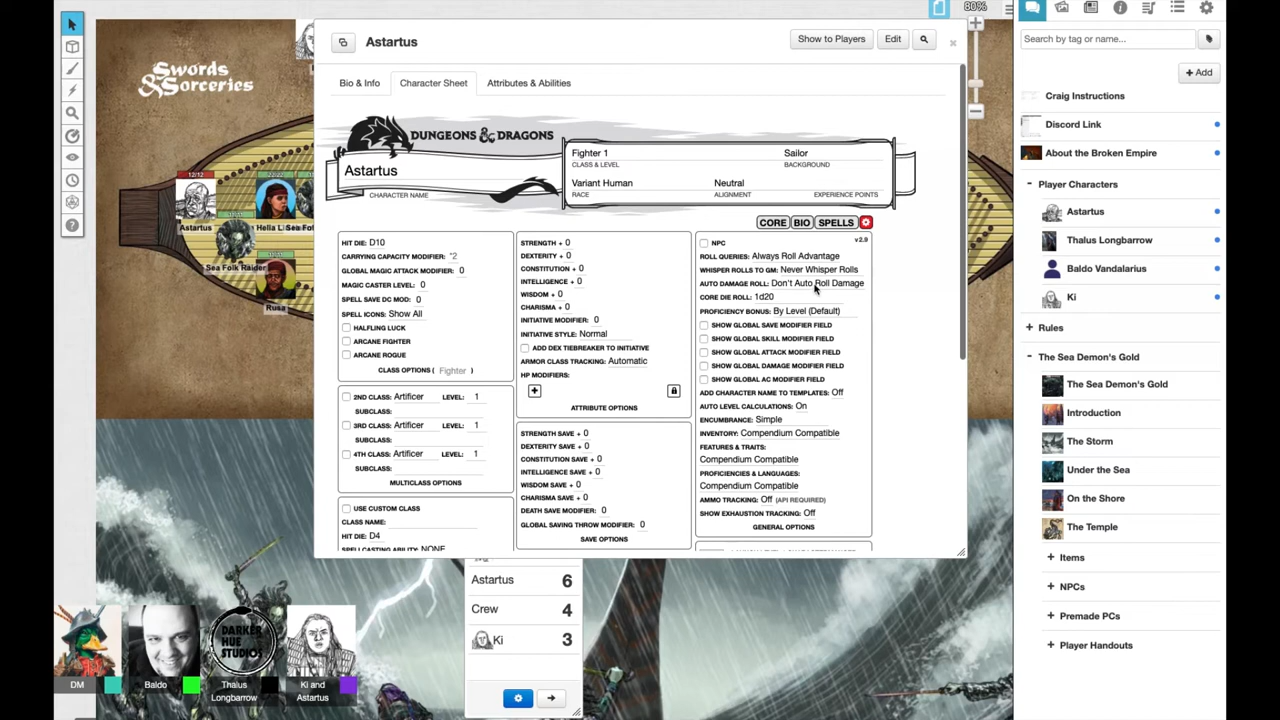 80%
Astartus
Show to Players
Edit
Search by tag or name...
+ Add
Craig Instructions
Discord Link
About the Broken Empire
- Player Characters
Astartus
Thalus Longbarrow
Baldo Vandalarius
Ki
+ Rules
- The Sea Demon's Gold
The Sea Demon's Gold
Introduction
The Storm
Under the Sea
On the Shore
The Temple
+ Items
+ NPCs
+ Premade PCs
+ Player Handouts
Bio & Info
Character Sheet
Attributes & Abilities
Swords
& Sorceries
DUNGEONS & DRAGONS
Astartus
CHARACTER NAME
Fighter 1
Sailor
CLASS & LEVEL
BACKGROUND
Variant Human
Neutral
RACE
ALIGNMENT
EXPERIENCE POINTS
CORE
BIO
SPELLS
HIT DIE: D10
CARRYING CAPACITY MODIFIER: *2
GLOBAL MAGIC ATTACK MODIFIER: 0
MAGIC CASTER LEVEL: 0
SPELL SAVE DC MOD: 0
SPELL ICONS: Show All
HALFLING LUCK
ARCANE FIGHTER
ARCANE ROGUE
CLASS OPTIONS ( Fighter )
2ND CLASS: Artificer LEVEL: 1
SUBCLASS:
3RD CLASS: Artificer LEVEL: 1
SUBCLASS:
4TH CLASS: Artificer LEVEL: 1
SUBCLASS:
MULTICLASS OPTIONS
USE CUSTOM CLASS
CLASS NAME:
HIT DIE: D4
SPELLCASTING ABILITY: NONE
STRENGTH + 0
DEXTERITY + 0
CONSTITUTION + 0
INTELLIGENCE + 0
WISDOM + 0
CHARISMA + 0
INITIATIVE MODIFIER: 0
INITIATIVE STYLE: Normal
ADD DEX TIEBREAKER TO INITIATIVE
ARMOR CLASS TRACKING: Automatic
HP MODIFIERS:
ATTRIBUTE OPTIONS
STRENGTH SAVE + 0
DEXTERITY SAVE + 0
CONSTITUTION SAVE + 0
INTELLIGENCE SAVE + 0
WISDOM SAVE + 0
CHARISMA SAVE + 0
DEATH SAVE MODIFIER: 0
GLOBAL SAVING THROW MODIFIER: 0
SAVE OPTIONS
NPC
v2.9
ROLL QUERIES: Always Roll Advantage
WHISPER ROLLS TO GM: Never Whisper Rolls
AUTO DAMAGE ROLL: Don't Auto Roll Damage
CORE DIE ROLL: 1d20
PROFICIENCY BONUS: By Level (Default)
SHOW GLOBAL SAVE MODIFIER FIELD
SHOW GLOBAL SKILL MODIFIER FIELD
SHOW GLOBAL ATTACK MODIFIER FIELD
SHOW GLOBAL DAMAGE MODIFIER FIELD
SHOW GLOBAL AC MODIFIER FIELD
ADD CHARACTER NAME TO TEMPLATES: Off
AUTO LEVEL CALCULATIONS: On
ENCUMBRANCE: Simple
INVENTORY: Compendium Compatible
FEATURES & TRAITS:
Compendium Compatible
PROFICIENCIES & LANGUAGES:
Compendium Compatible
AMMO TRACKING: Off (API REQUIRED)
SHOW EXHAUSTION TRACKING: Off
GENERAL OPTIONS
12/12
22/22
Astartus
Hella L
Sea Fol
Sea Folk Raider
Rusa
Astartus 6
Crew 4
Ki 3
DARKER
HUE
STUDIOS
DM
Baldo
Thalus
Longbarrow
Ki and
Astartus